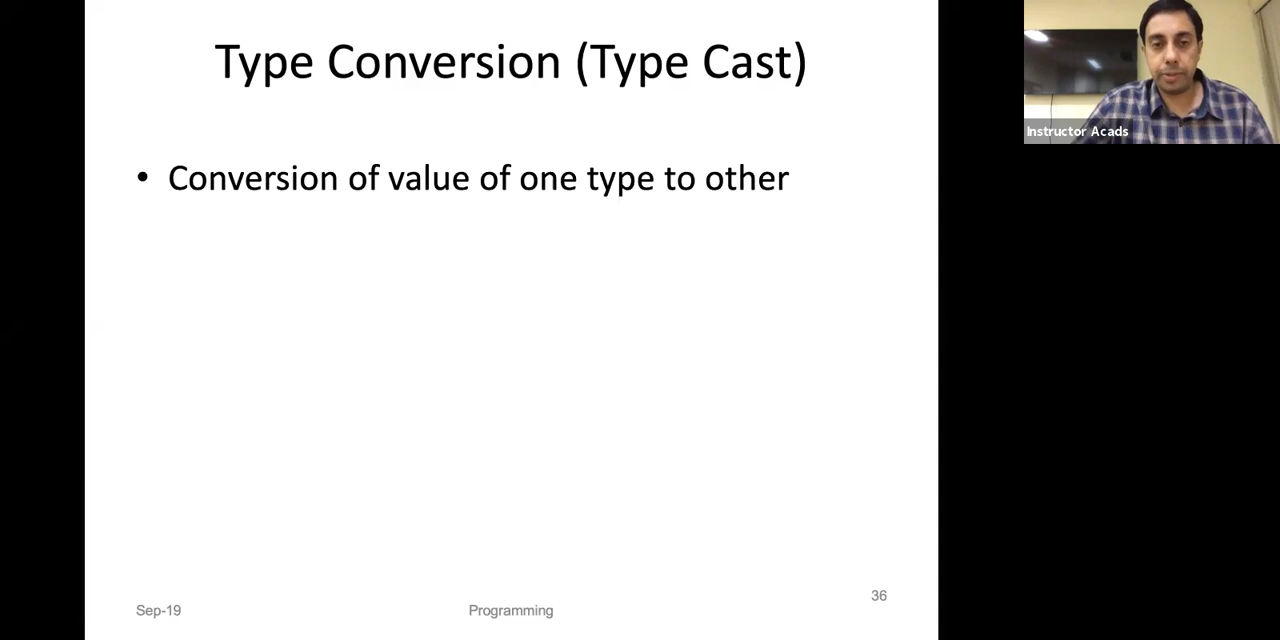 Type Conversion (Type Cast)
• Conversion of value of one type to other
Instructor Acads
Sep-19
Programming
36